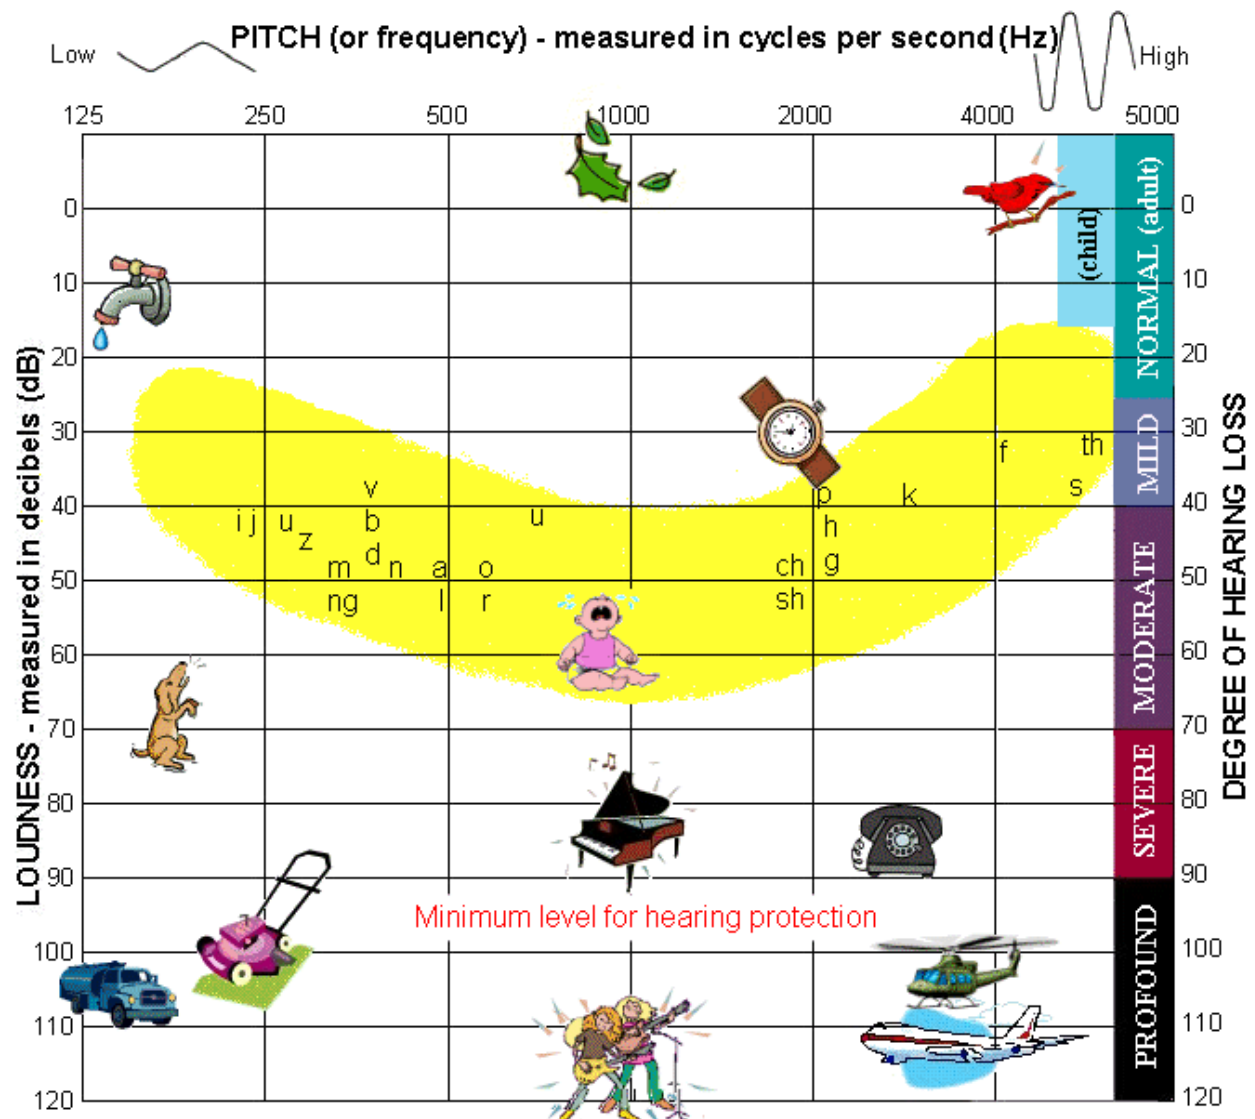 PITCH (or frequency) - measured in cycles per second (Hz)
Low
High
125 250 500 1000 2000 4000 5000
LOUDNESS - measured in decibels (dB)
0
10
20
30
40
50
60
70
80
90
100
110
120
v
i j u z b d
m n a o
ng l r
u
p k
h
g
ch
sh
f th
s
Minimum level for hearing protection
(child)
NORMAL (adult)
MILD
MODERATE
SEVERE
PROFOUND
0
10
20
30
40
50
60
70
80
90
100
110
120
DEGREE OF HEARING LOSS